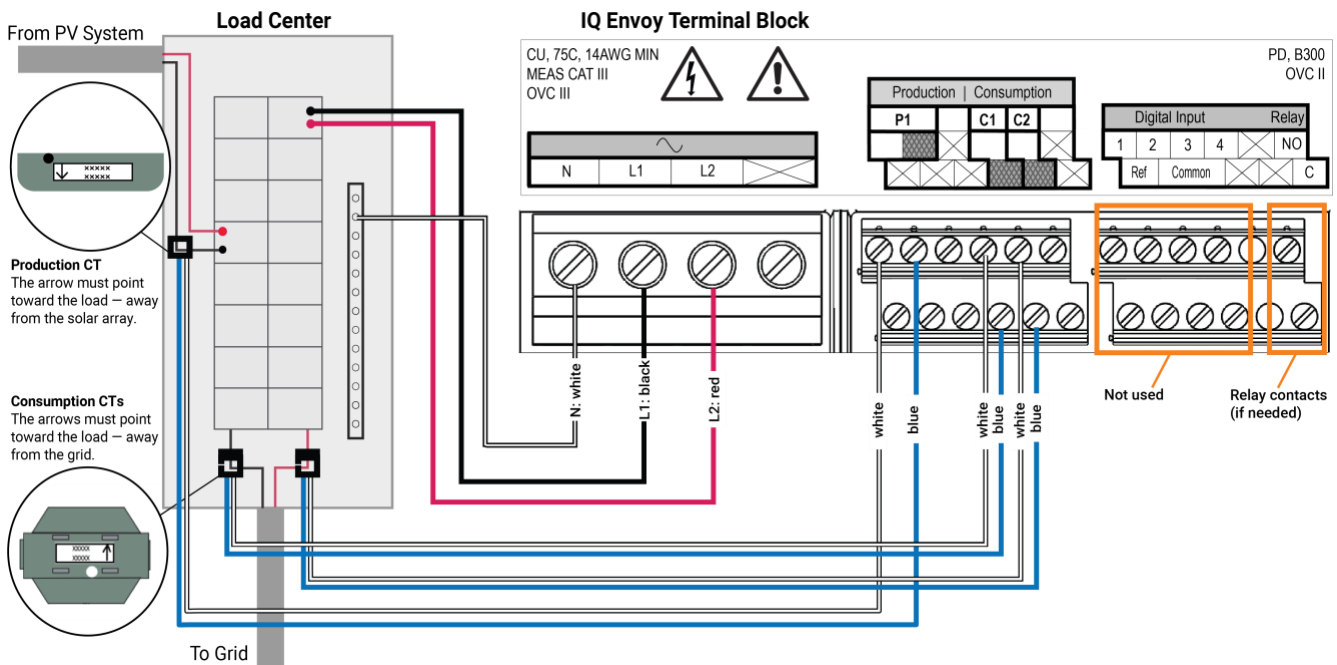 From PV System
Load Center
IQ Envoy Terminal Block
CU, 75C, 14AWG MIN
MEAS CAT III
OVC III
PD, B300
OVC II
Production | Consumption
P1 C1 C2
Digital Input Relay
1 2 3 4 NO
Ref Common C
N L1 L2
XXXXX
XXXXX
Production CT
The arrow must point
toward the load — away
from the solar array.
Consumption CTs
The arrows must point
toward the load — away
from the grid.
XXXXX
XXXXX
N: white
L1: black
L2: red
white
blue
white
blue
white
blue
Not used
Relay contacts
(if needed)
To Grid